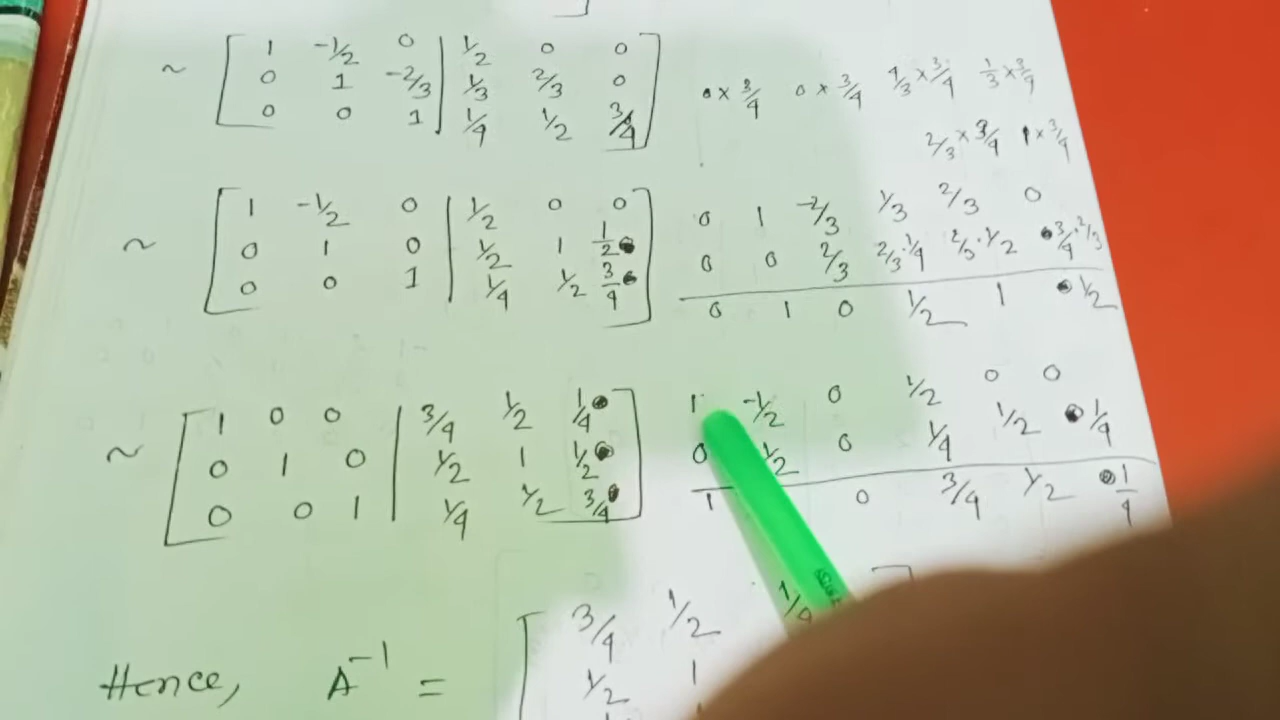 ~ [ 1 -1/2 0 | 1/2 0 0 ]
0 1 -2/3 | 1/3 2/3 0
0 0 1 | 1/4 1/2 3/4
0 × 3/4 0 × 3/4 4/3 × 3/4 1/3 × 3/4
2/3 × 3/4 1 × 3/4
~ [ 1 -1/2 0 | 1/2 0 0 ]
0 1 0 | 1/2 1 1/2
0 0 1 | 1/4 1/2 3/4
0 1 -2/3 1/3 2/3 0
0 0 2/3 2/3·1/4 2/3·1/2 3/4·2/3
0 1 0 1/2 1 1/2
~ [ 1 0 0 | 3/4 1/2 1/4 ]
0 1 0 | 1/2 1 1/2
0 0 1 | 1/4 1/2 3/4
1 -1/2 0 1/2 0 0
0 1/2 0 1/4 1/2 1/4
1 0 3/4 1/2 1/4
Hence, A⁻¹ = [ 3/4 1/2 1/4 ]
1/2 1